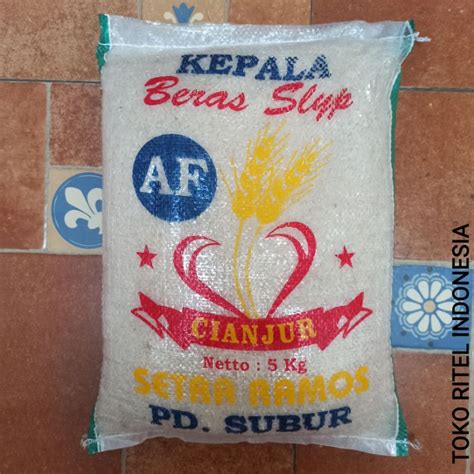 KEPALA
Beras Slyp
AF
CIANJUR
Netto : 5 Kg
SETRA RAMOS
PD. SUBUR
TOKO RITEL INDONESIA